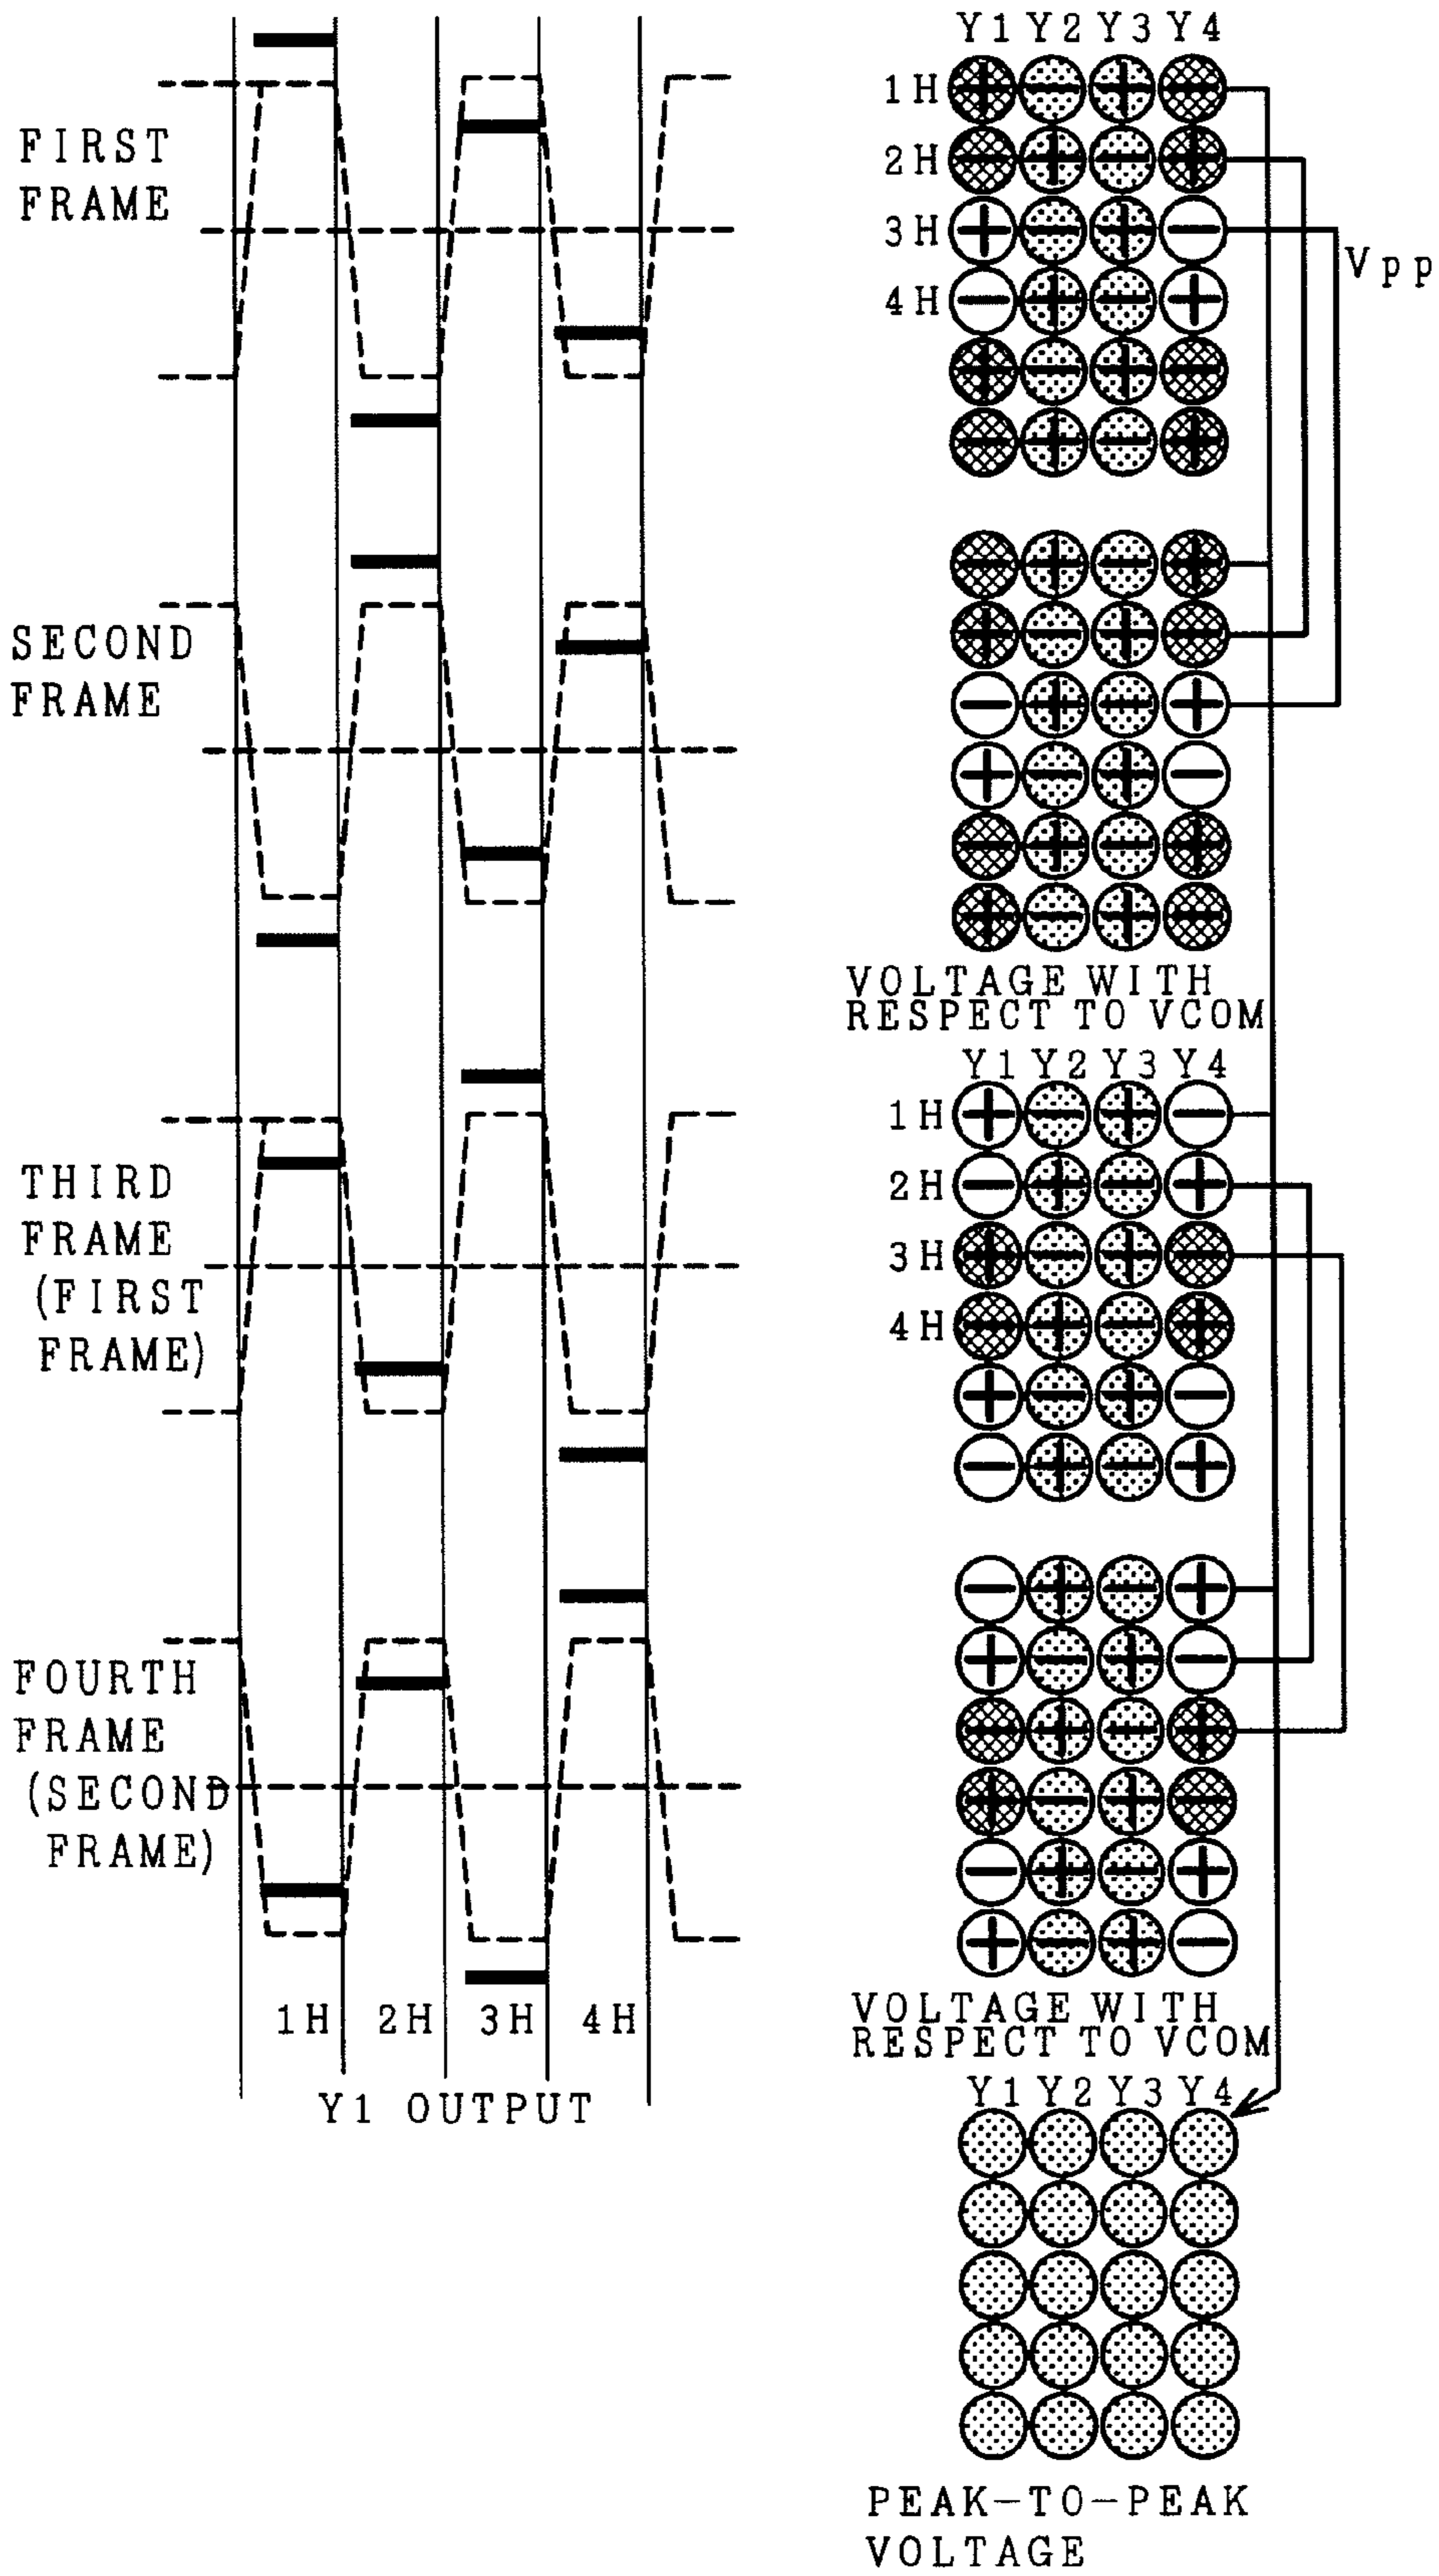 FIRST
FRAME
SECOND
FRAME
THIRD
FRAME
(FIRST
FRAME)
FOURTH
FRAME
(SECOND
FRAME)
1H 2H 3H 4H
Y1 OUTPUT
Y1 Y2 Y3 Y4
1H
2H
3H
4H
Vpp
VOLTAGE WITH
RESPECT TO VCOM
Y1 Y2 Y3 Y4
1H
2H
3H
4H
VOLTAGE WITH
RESPECT TO VCOM
Y1 Y2 Y3 Y4
PEAK-TO-PEAK
VOLTAGE